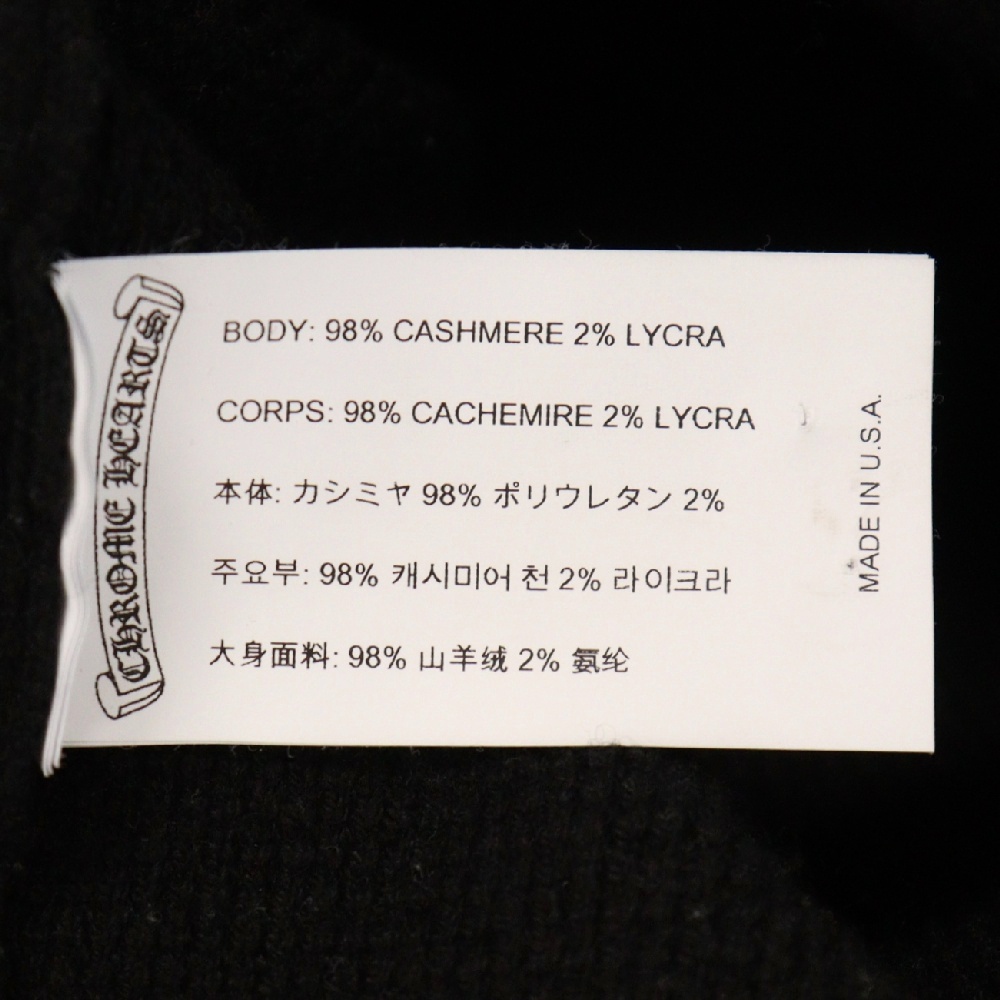 CHROME HEARTS
BODY: 98% CASHMERE 2% LYCRA
CORPS: 98% CACHEMIRE 2% LYCRA
本体: カシミヤ 98% ポリウレタン 2%
주요부: 98% 캐시미어 천 2% 라이크라
大身面料: 98% 山羊绒 2% 氨纶
MADE IN U.S.A.